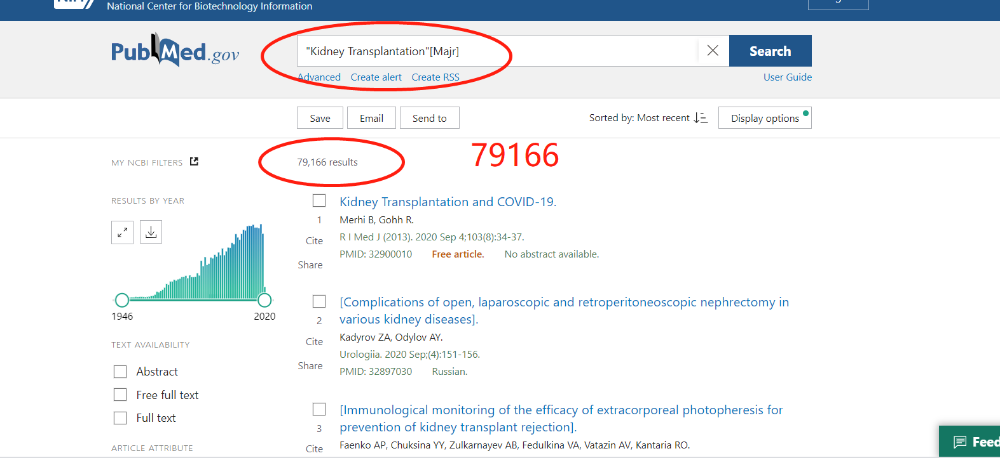 National Center for Biotechnology Information
PubMed.gov
"Kidney Transplantation"[Majr]
Search
Advanced Create alert Create RSS
User Guide
Save Email Send to
Sorted by: Most recent
Display options
MY NCBI FILTERS
79,166 results
79166
RESULTS BY YEAR
1946 2020
TEXT AVAILABILITY
Abstract
Free full text
Full text
ARTICLE ATTRIBUTE
Kidney Transplantation and COVID-19.
1
Merhi B, Gohh R.
Cite
R I Med J (2013). 2020 Sep 4;103(8):34-37.
PMID: 32900010 Free article. No abstract available.
Share
[Complications of open, laparoscopic and retroperitoneoscopic nephrectomy in
various kidney diseases].
2
Kadyrov ZA, Odylov AY.
Cite
Urologiia. 2020 Sep;(4):151-156.
Share
PMID: 32897030 Russian.
[Immunological monitoring of the efficacy of extracorporeal photopheresis for
prevention of kidney transplant rejection].
3
Faenko AP, Chuksina YY, Zulkarnayev AB, Fedulkina VA, Vatazin AV, Kantaria RO.
Cite
Feed